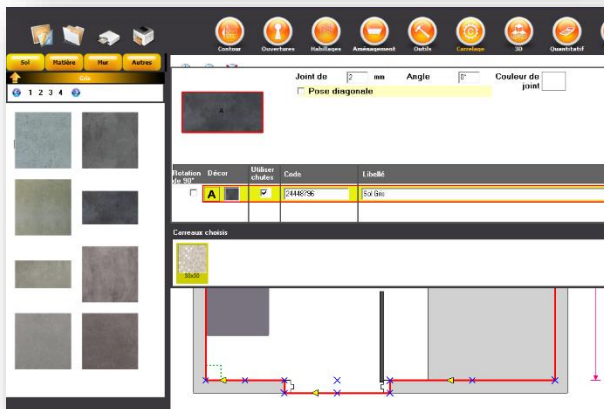 Contour Ouvertures Habillages Aménagement Outils Carrelage 3D Quantitatif
Sol Matière Mur Autres
Gris
1 2 3 4
Joint de 2 mm Angle 0° Couleur de joint
Pose diagonale
A
Rotation de 90° Décor Utiliser chutes Code Libellé
A 24448796 Sol Gris
Carreaux choisis
50x50